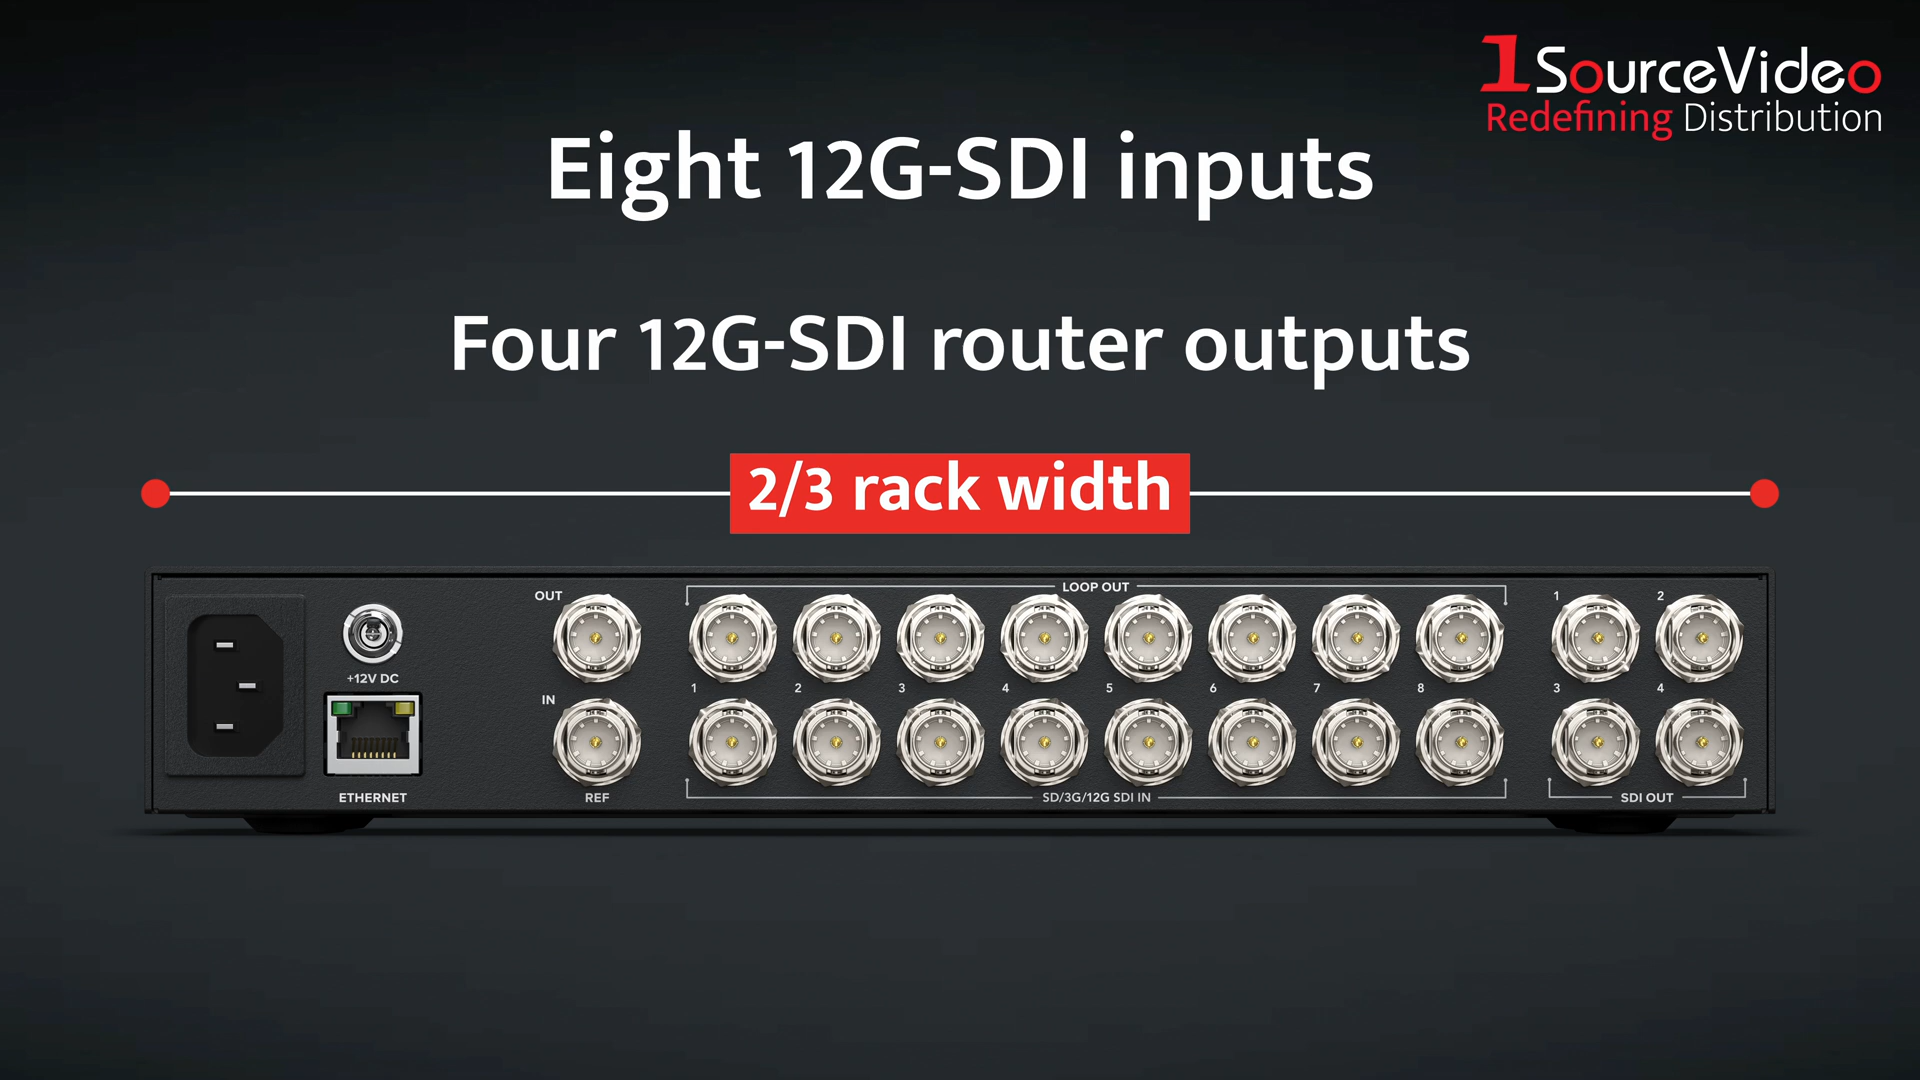 1SourceVideo
Redefining Distribution
Eight 12G-SDI inputs
Four 12G-SDI router outputs
2/3 rack width
OUT
LOOP OUT
1 2
+12V DC
IN
1 2 3 4 5 6 7 8
3 4
ETHERNET
REF
SD/3G/12G SDI IN
SDI OUT